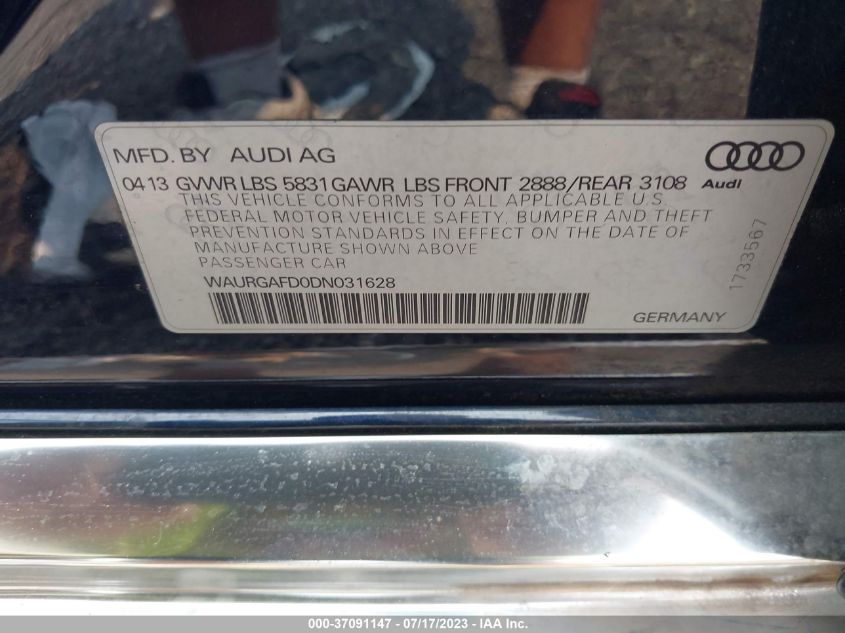 MFD. BY AUDI AG
04 13 GVWR LBS 5831 GAWR LBS FRONT 2888/REAR 3108
Audi
THIS VEHICLE CONFORMS TO ALL APPLICABLE U.S.
FEDERAL MOTOR VEHICLE SAFETY, BUMPER AND THEFT
PREVENTION STANDARDS IN EFFECT ON THE DATE OF
MANUFACTURE SHOWN ABOVE
PASSENGER CAR
1733567
WAURGAFD0DN031628
GERMANY
000-37091147 - 07/17/2023 - IAA Inc.